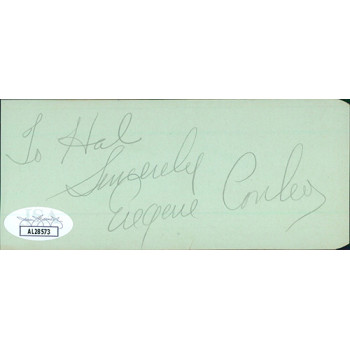 To Hal
Sincerely
Eugene Conley
AL28573